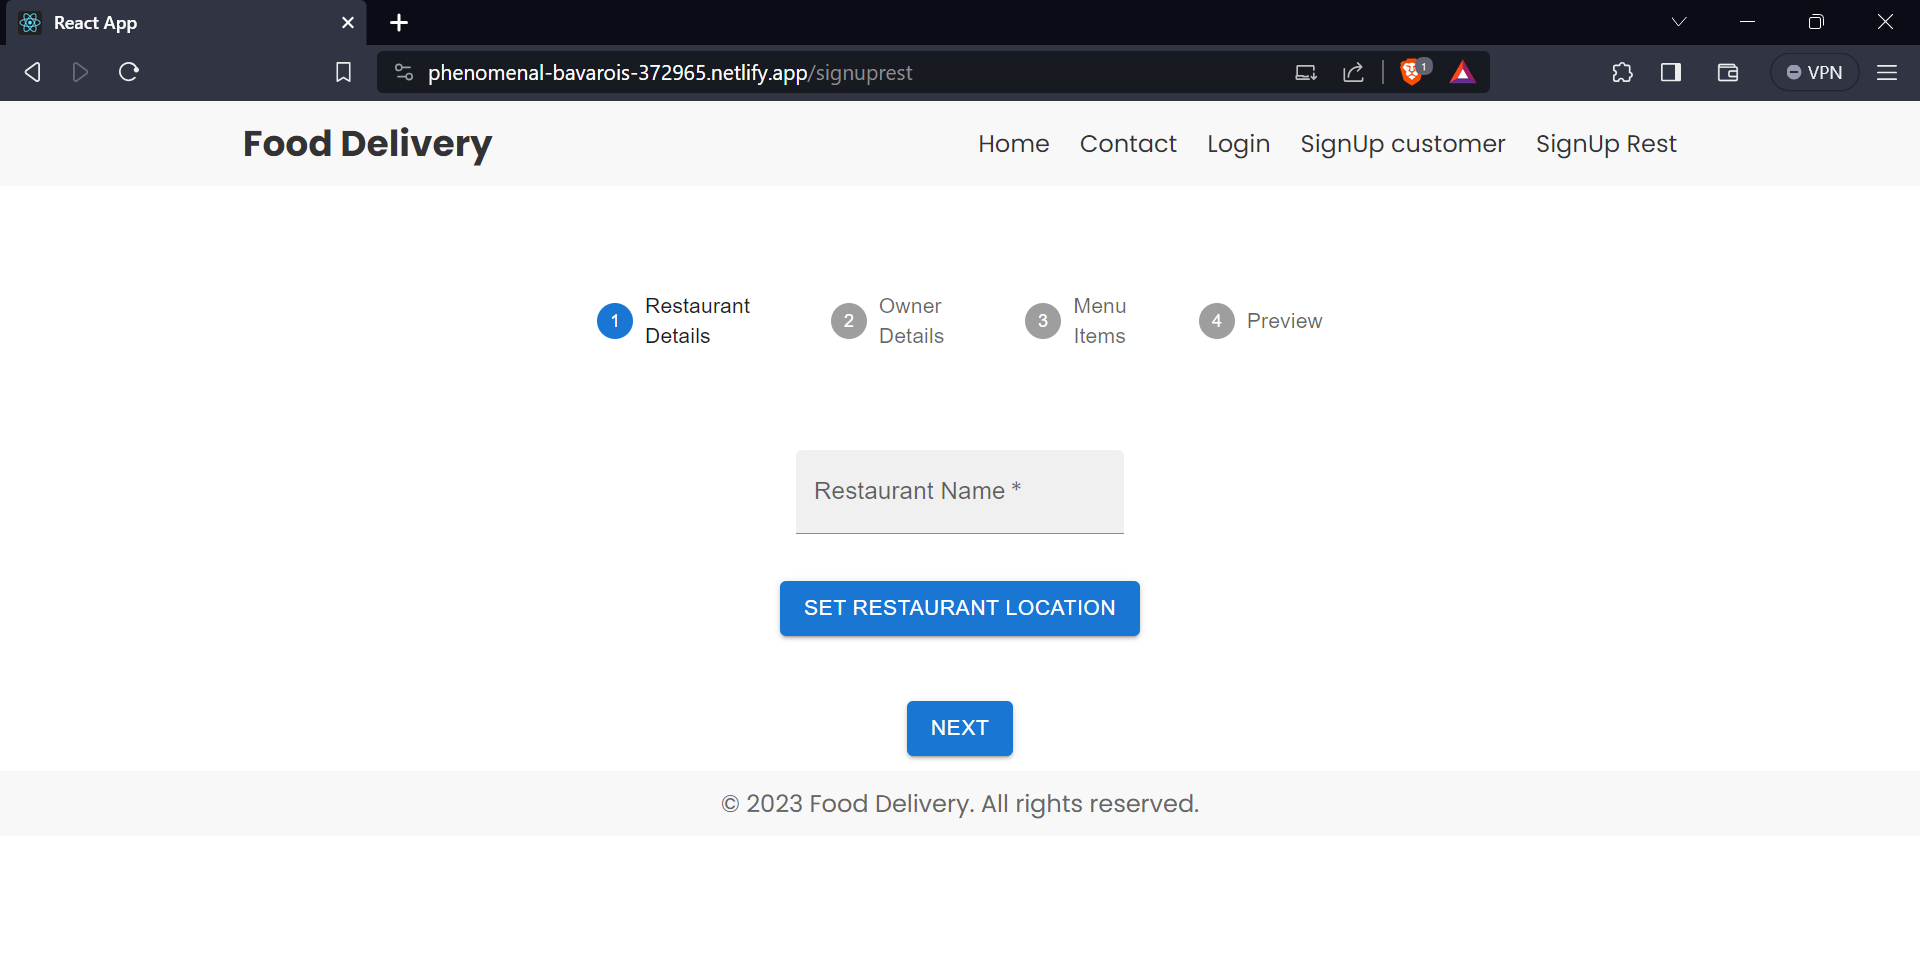 React App
phenomenal-bavarois-372965.netlify.app/signuprest
1
VPN
Food Delivery
Home Contact Login SignUp customer SignUp Rest
1 Restaurant Details
2 Owner Details
3 Menu Items
4 Preview
Restaurant Name *
SET RESTAURANT LOCATION
NEXT
© 2023 Food Delivery. All rights reserved.